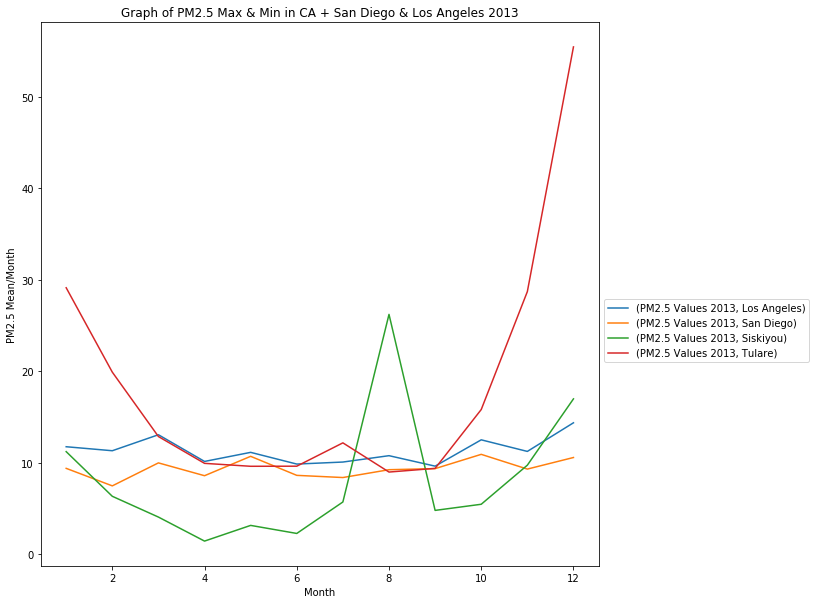 Graph of PM2.5 Max & Min in CA + San Diego & Los Angeles 2013
PM2.5 Mean/Month
50
40
30
20
10
0
2 4 6 8 10 12
Month
(PM2.5 Values 2013, Los Angeles)
(PM2.5 Values 2013, San Diego)
(PM2.5 Values 2013, Siskiyou)
(PM2.5 Values 2013, Tulare)